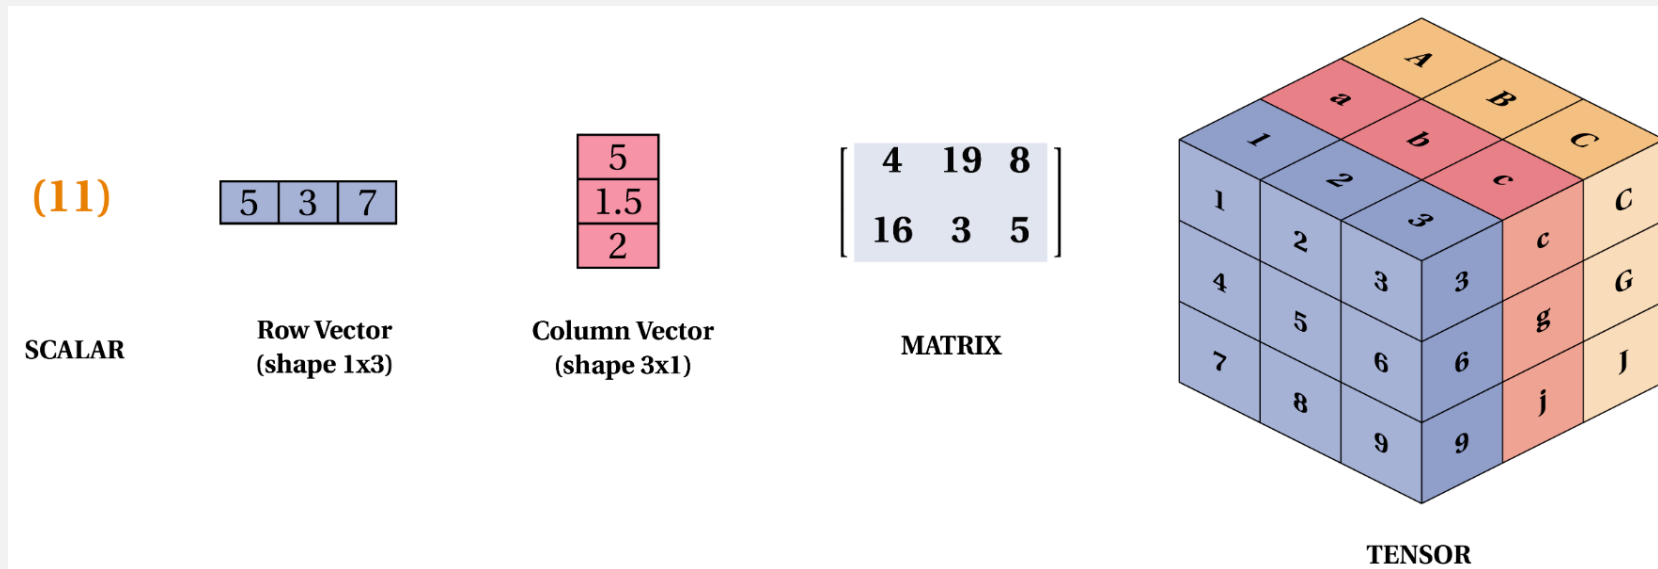 (11)
SCALAR
5 3 7
Row Vector
(shape 1x3)
5
1.5
2
Column Vector
(shape 3x1)
4 19 8
16 3 5
MATRIX
A
B
C
a
b
c
1
2
3
1
2
3
4
5
6
7
8
9
3
c
C
6
g
G
9
j
J
TENSOR